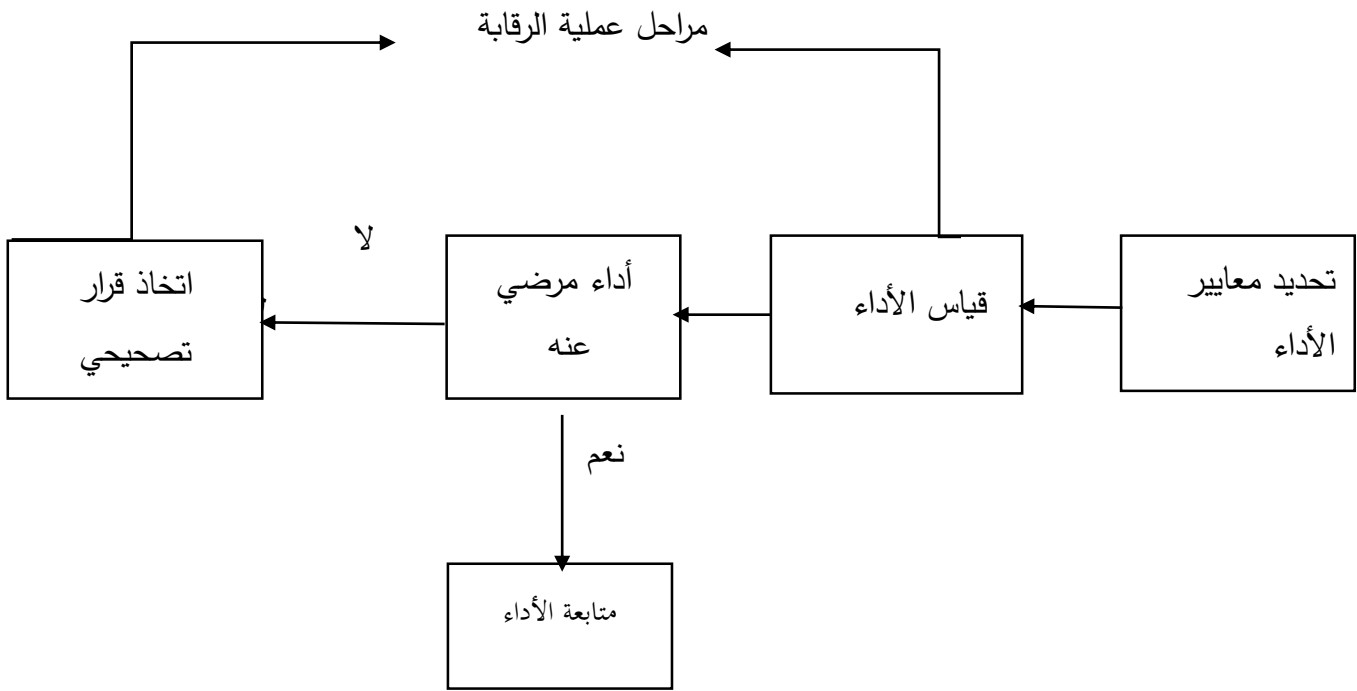 مراحل عملية الرقابة
تحديد معايير
الأداء
قياس الأداء
أداء مرضي
عنه
لا
اتخاذ قرار
تصحيحي
نعم
متابعة الأداء